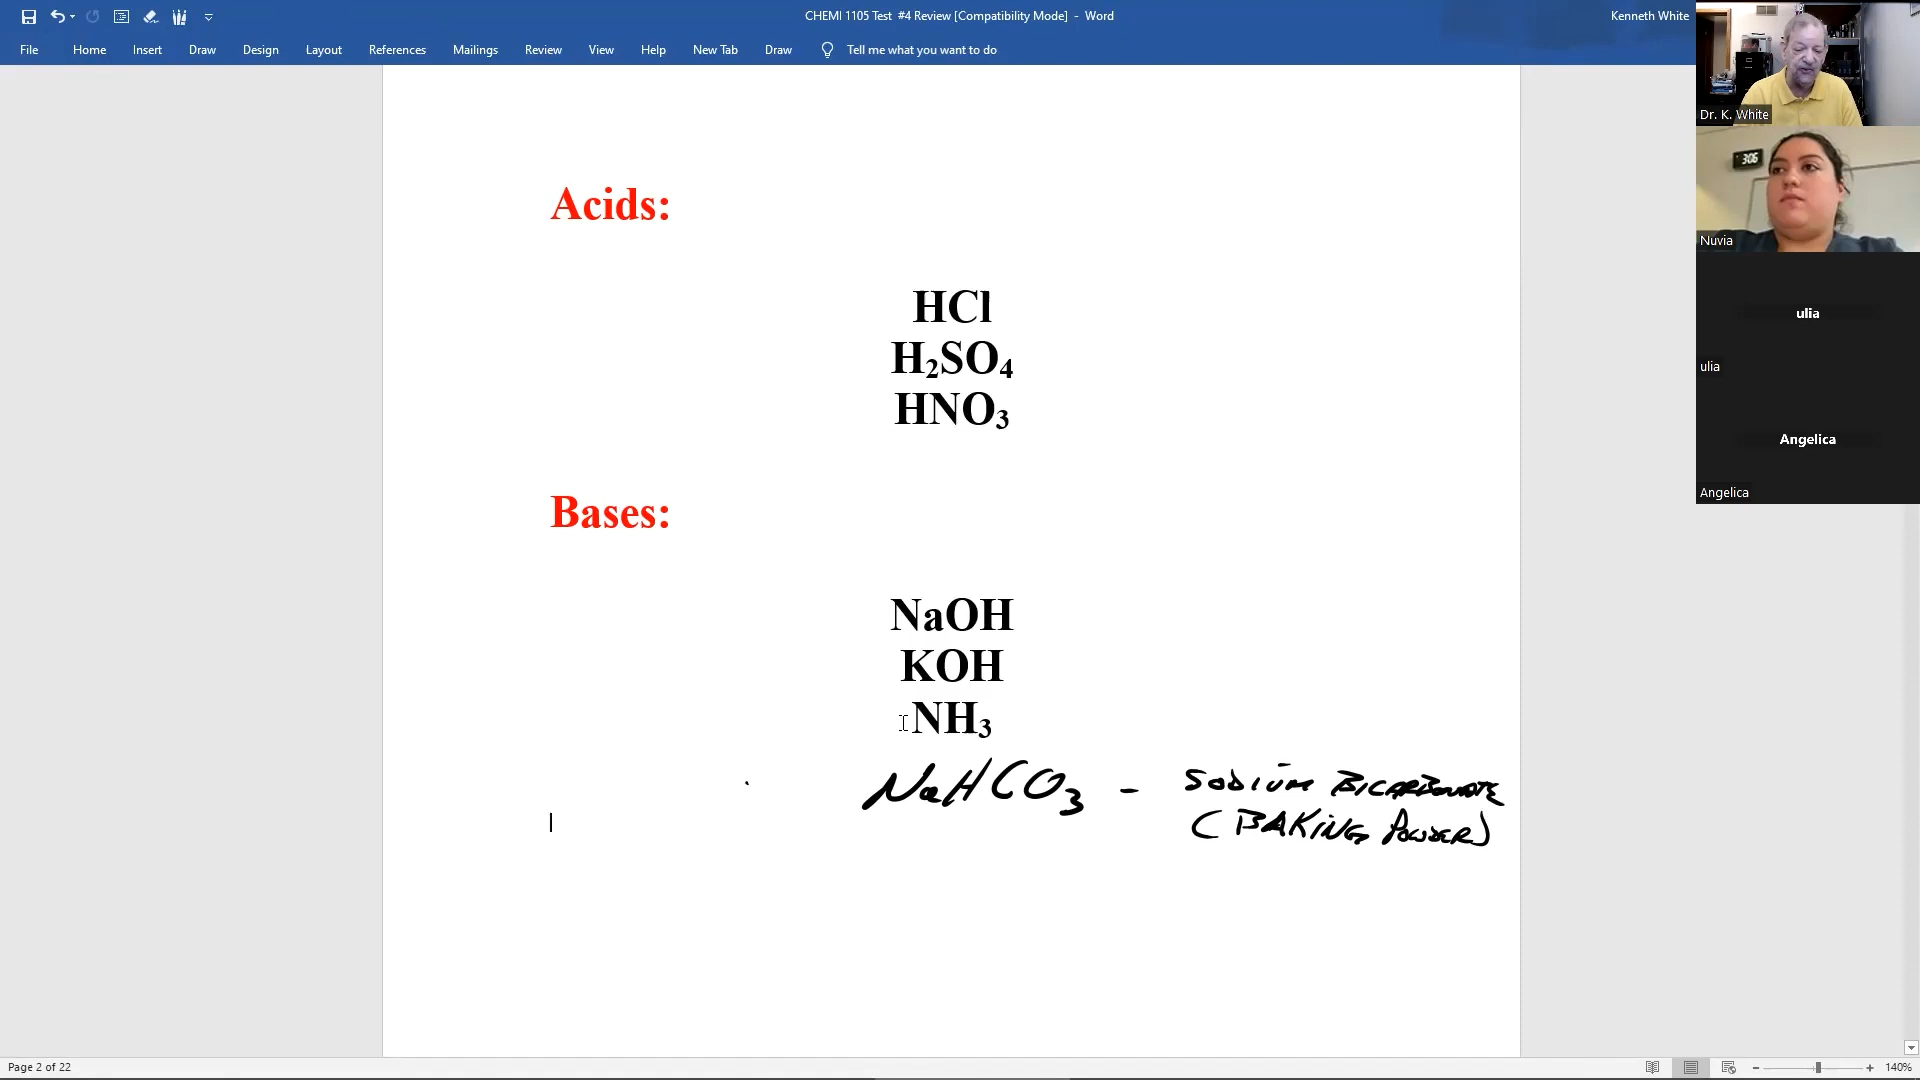 CHEMI 1105 Test #4 Review [Compatibility Mode] - Word
Kenneth White
File Home Insert Draw Design Layout References Mailings Review View Help New Tab Draw Tell me what you want to do
Dr. K. White
3:06
Nuvia
ulia
ulia
Angelica
Angelica
Acids:
HCl
H₂SO₄
HNO₃
Bases:
NaOH
KOH
NH₃
NaHCO₃ - SODIUM BICARBONATE
(BAKING POWDER)
Page 2 of 22
140%